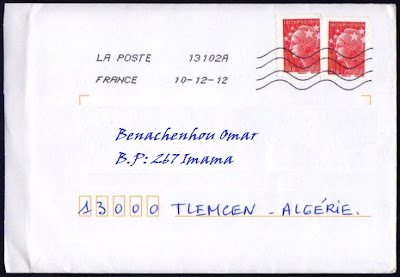 LA POSTE 13102A
FRANCE 10-12-12
Benachenhou Omar
B.P: 267 Imama
13000 TLEMCEN - ALGÉRIE.